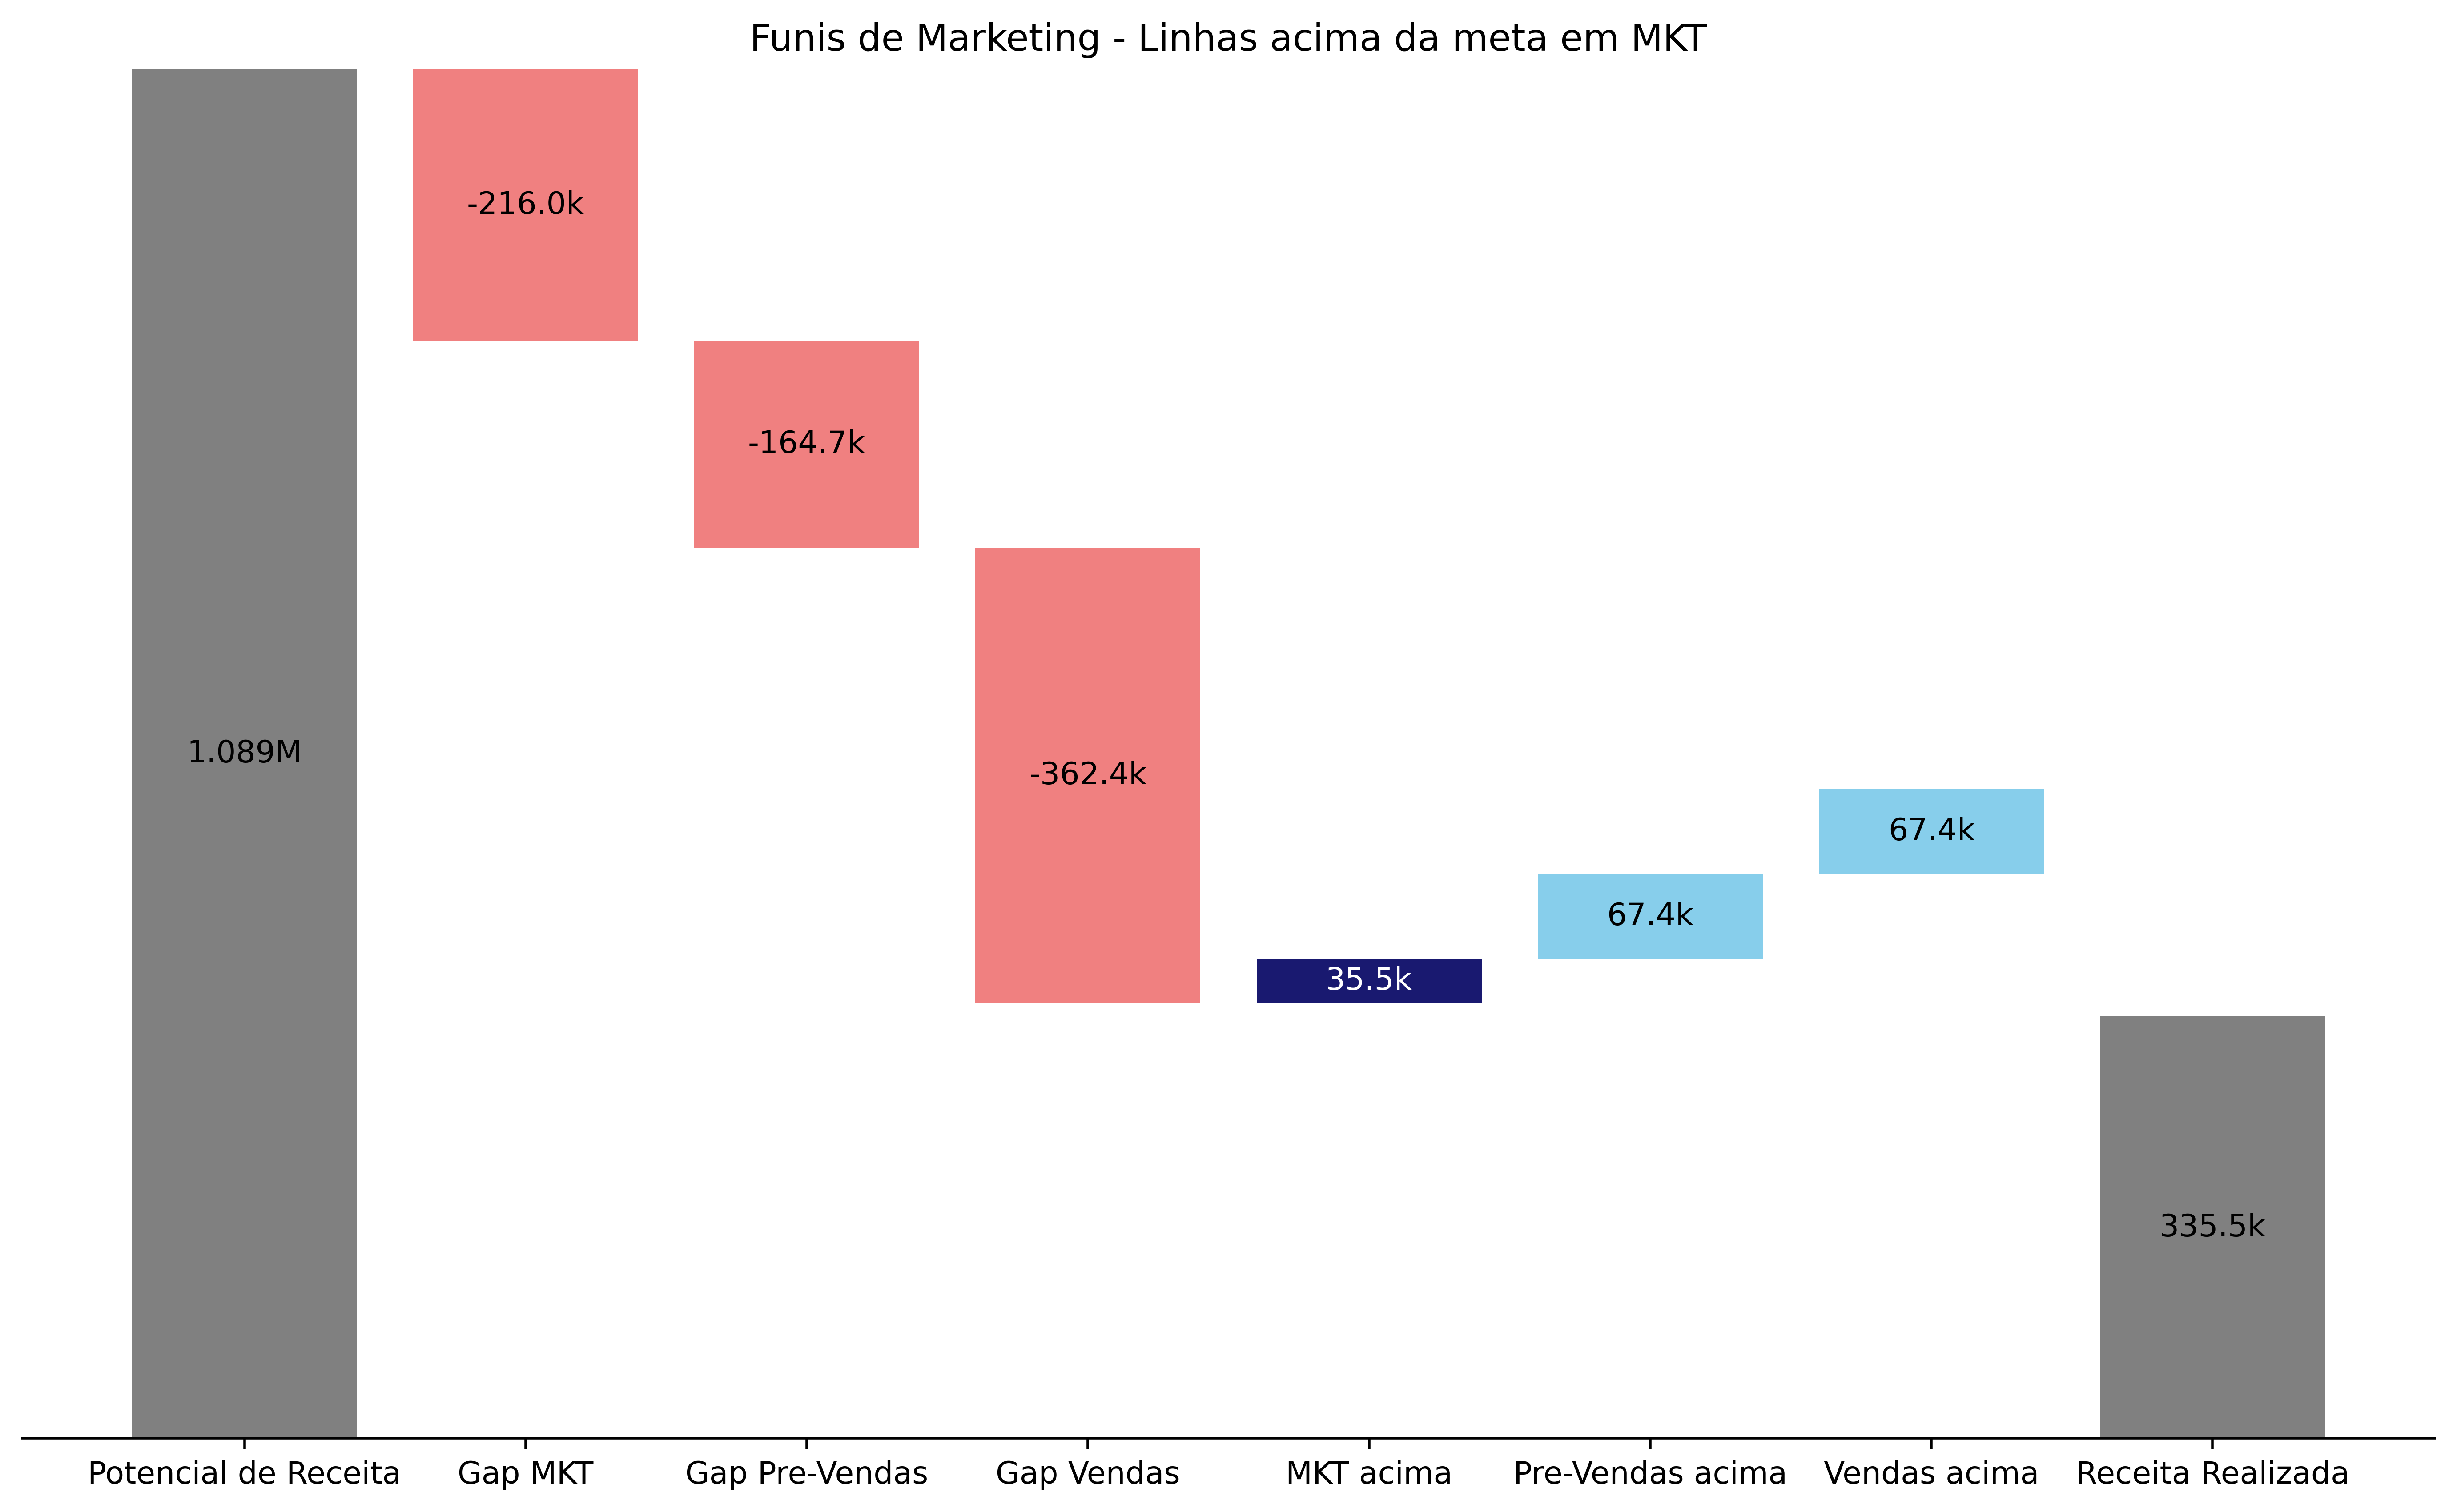 Funis de Marketing - Linhas acima da meta em MKT
-216.0k
-164.7k
1.089M
-362.4k
67.4k
67.4k
35.5k
335.5k
Potencial de Receita Gap MKT Gap Pre-Vendas Gap Vendas MKT acima Pre-Vendas acima Vendas acima Receita Realizada